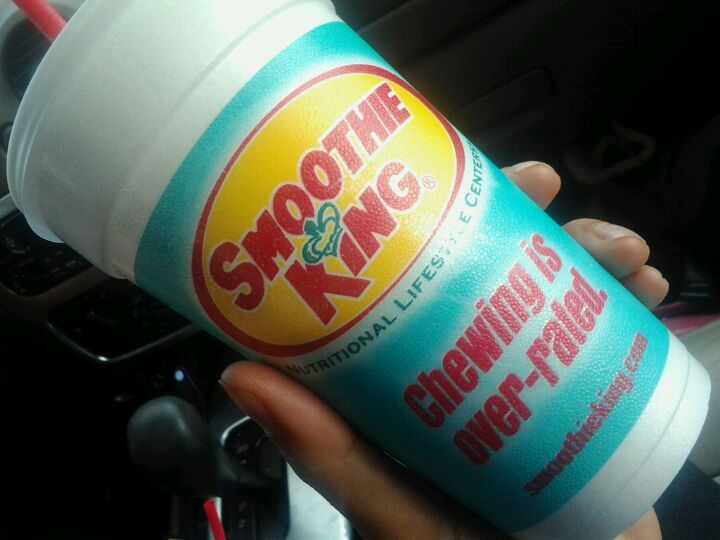 SMOOTHIE
KING®
NUTRITIONAL LIFESTYLE CENTERS
Chewing is
over-rated.
smoothieking.com